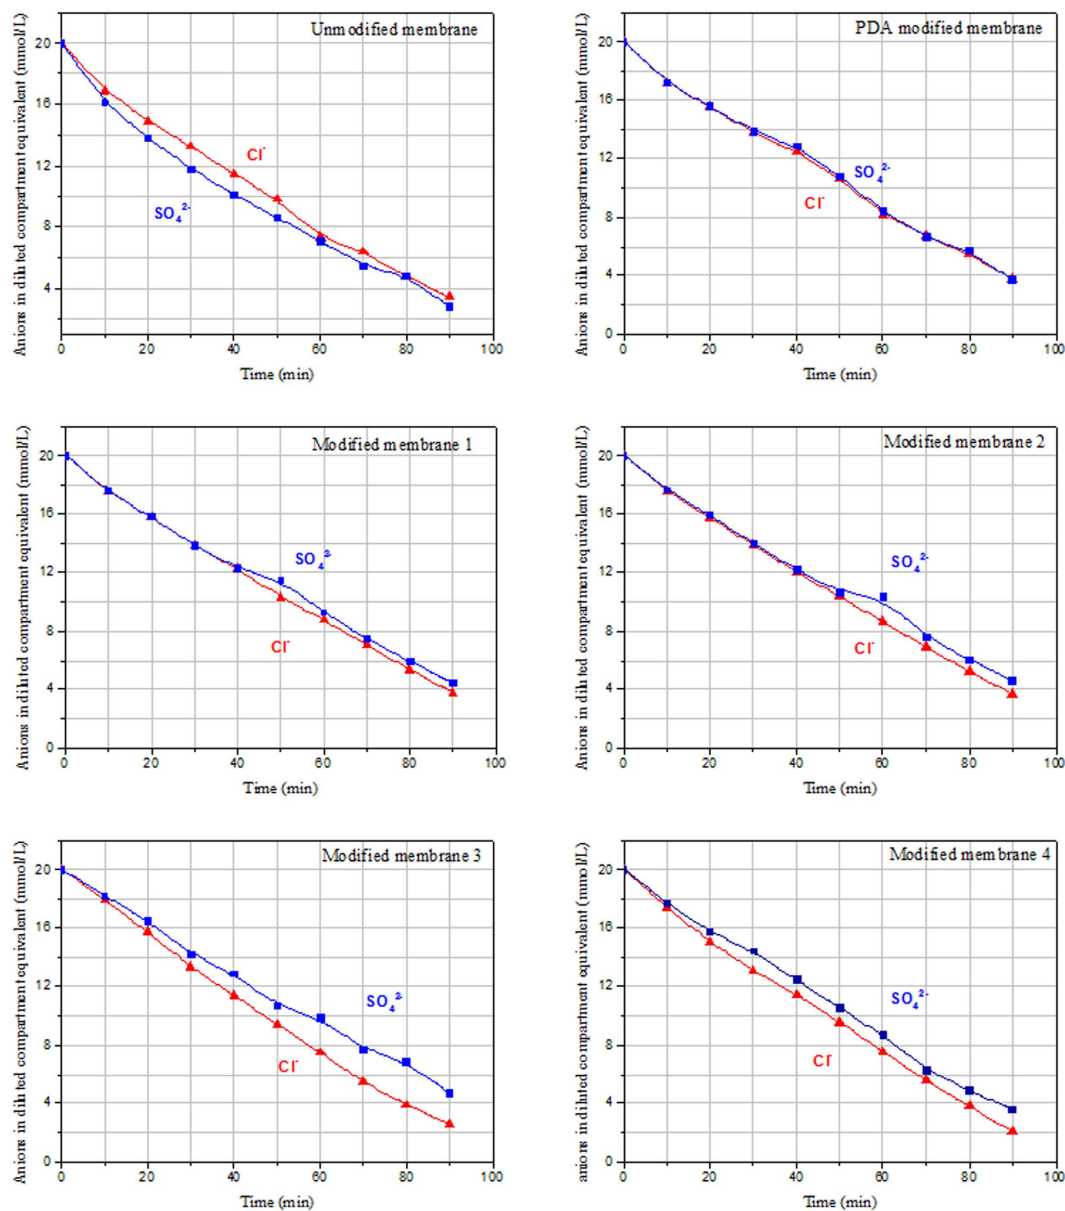 Unmodified membrane
Anions in diluted compartment equivalent (mmol/L)
20
16
12
8
4
Cl-
SO₄²⁻
0 20 40 60 80 100
Time (min)
PDA modified membrane
Anions in diluted compartment equivalent (mmol/L)
20
16
12
8
4
0
SO₄²⁻
Cl-
0 20 40 60 80 100
Time (min)
Modified membrane 1
Anions in diluted compartment equivalent (mmol/L)
20
16
12
8
4
0
SO₄²⁻
Cl-
0 20 40 60 80 100
Time (min)
Modified membrane 2
Anions in diluted compartment equivalent (mmol/L)
20
16
12
8
4
0
SO₄²⁻
Cl-
0 20 40 60 80 100
Time (min)
Modified membrane 3
Anions in diluted compartment equivalent (mmol/L)
20
16
12
8
4
0
SO₄²⁻
Cl-
0 20 40 60 80 100
Time (min)
Modified membrane 4
anions in diluted compartment equivalent (mmol/L)
20
16
12
8
4
0
SO₄²⁻
Cl-
0 20 40 60 80 100
Time (min)